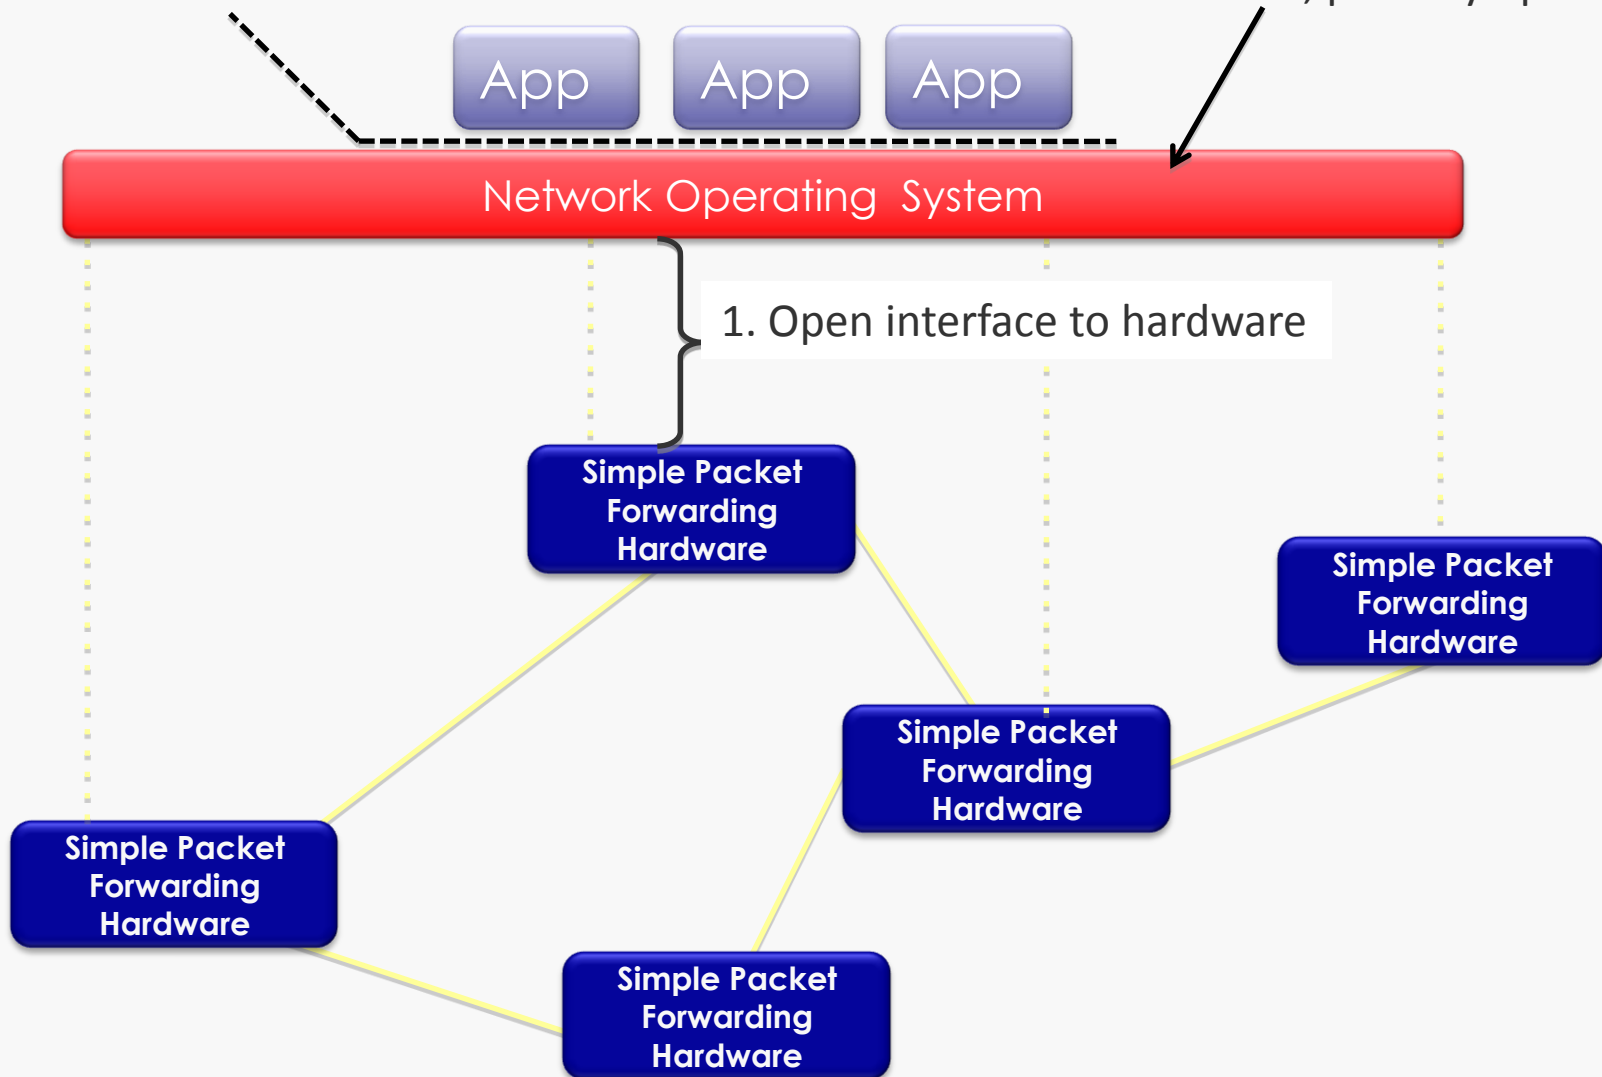 App
App
App
Network Operating System
1. Open interface to hardware
Simple Packet
Forwarding
Hardware
Simple Packet
Forwarding
Hardware
Simple Packet
Forwarding
Hardware
Simple Packet
Forwarding
Hardware
Simple Packet
Forwarding
Hardware